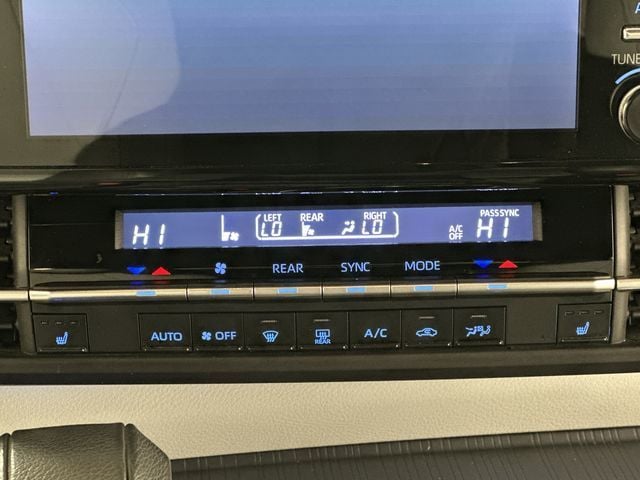 TUNE
HI LEFT LO REAR RIGHT LO A/C OFF PASS SYNC HI
REAR SYNC MODE
AUTO OFF REAR A/C